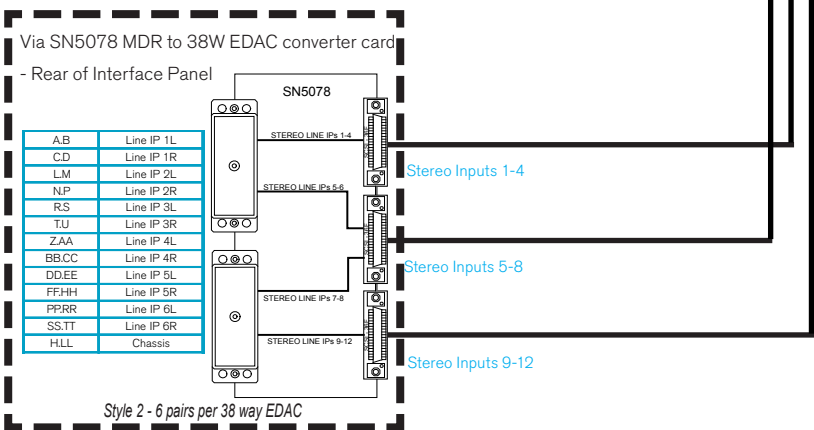 Via SN5078 MDR to 38W EDAC converter card
- Rear of Interface Panel
SN5078
A.B Line IP 1L
C.D Line IP 1R
L.M Line IP 2L
N.P Line IP 2R
R.S Line IP 3L
T.U Line IP 3R
Z.AA Line IP 4L
BB.CC Line IP 4R
DD.EE Line IP 5L
FF.HH Line IP 5R
PP.RR Line IP 6L
SS.TT Line IP 6R
H.LL Chassis
STEREO LINE IPs 1-4
STEREO LINE IPs 5-6
STEREO LINE IPs 7-8
STEREO LINE IPs 9-12
Stereo Inputs 1-4
Stereo Inputs 5-8
Stereo Inputs 9-12
Style 2 - 6 pairs per 38 way EDAC